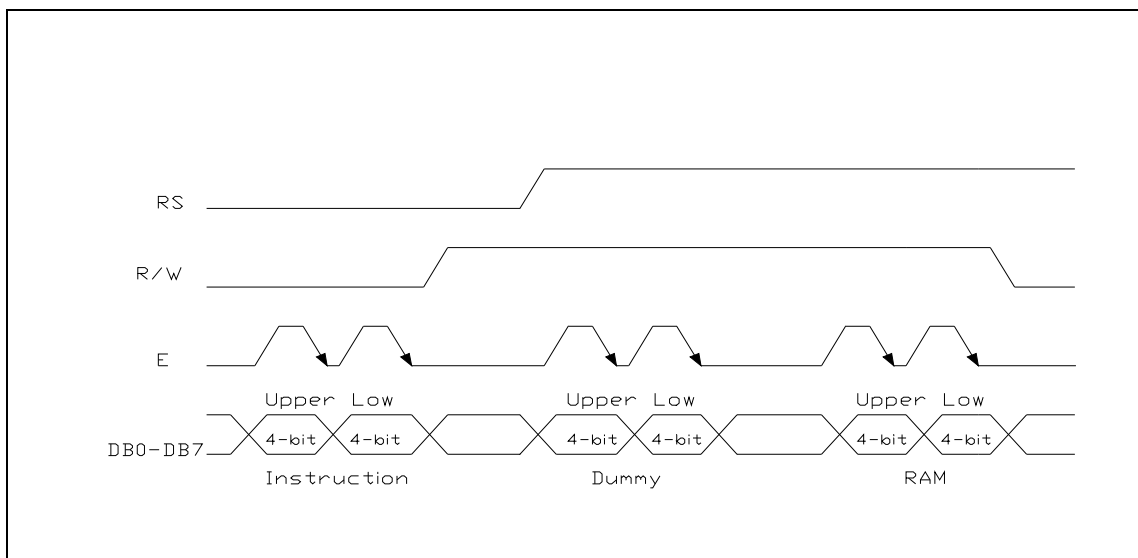 RS
R/W
E
Upper Low Upper Low Upper Low
DB0-DB7 4-bit 4-bit 4-bit 4-bit 4-bit 4-bit
Instruction Dummy RAM